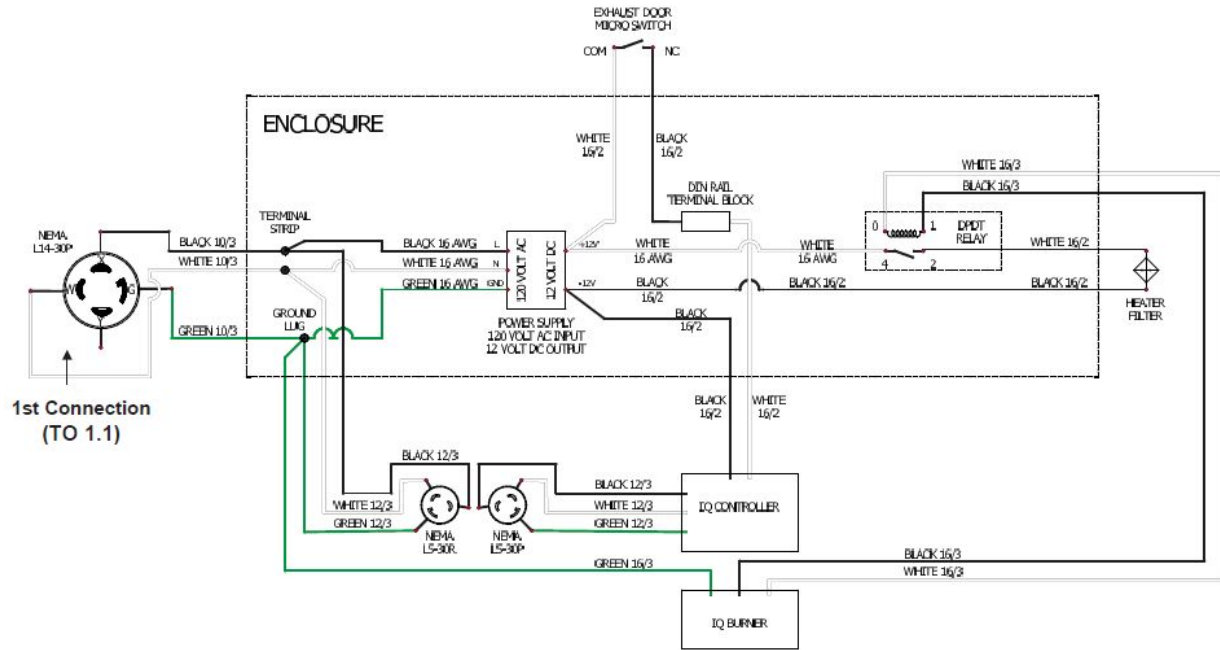 EXHAUST DOOR
MICRO SWITCH
COM
NC
ENCLOSURE
WHITE
16/2
BLACK
16/2
DIN RAIL
TERMINAL BLOCK
WHITE 16/3
BLACK 16/3
0
1
DPDT
RELAY
4
2
NEMA
L14-30P
W
G
BLACK 10/3
WHITE 10/3
GREEN 10/3
TERMINAL
STRIP
BLACK 16 AWG
WHITE 16 AWG
GREEN 16 AWG
L
N
GND
120 VOLT AC
12 VOLT DC
+12V
WHITE
16 AWG
WHITE
16 AWG
WHITE 16/2
BLACK
16/2
BLACK 16/2
BLACK 16/2
HEATER
FILTER
GROUND
LUG
POWER SUPPLY
120 VOLT AC INPUT
12 VOLT DC OUTPUT
BLACK
16/2
1st Connection
(TO 1.1)
BLACK
16/2
WHITE
16/2
BLACK 12/3
WHITE 12/3
GREEN 12/3
NEMA
L5-30R
NEMA
L5-30P
BLACK 12/3
WHITE 12/3
GREEN 12/3
IQ CONTROLLER
GREEN 16/3
BLACK 16/3
WHITE 16/3
IQ BURNER